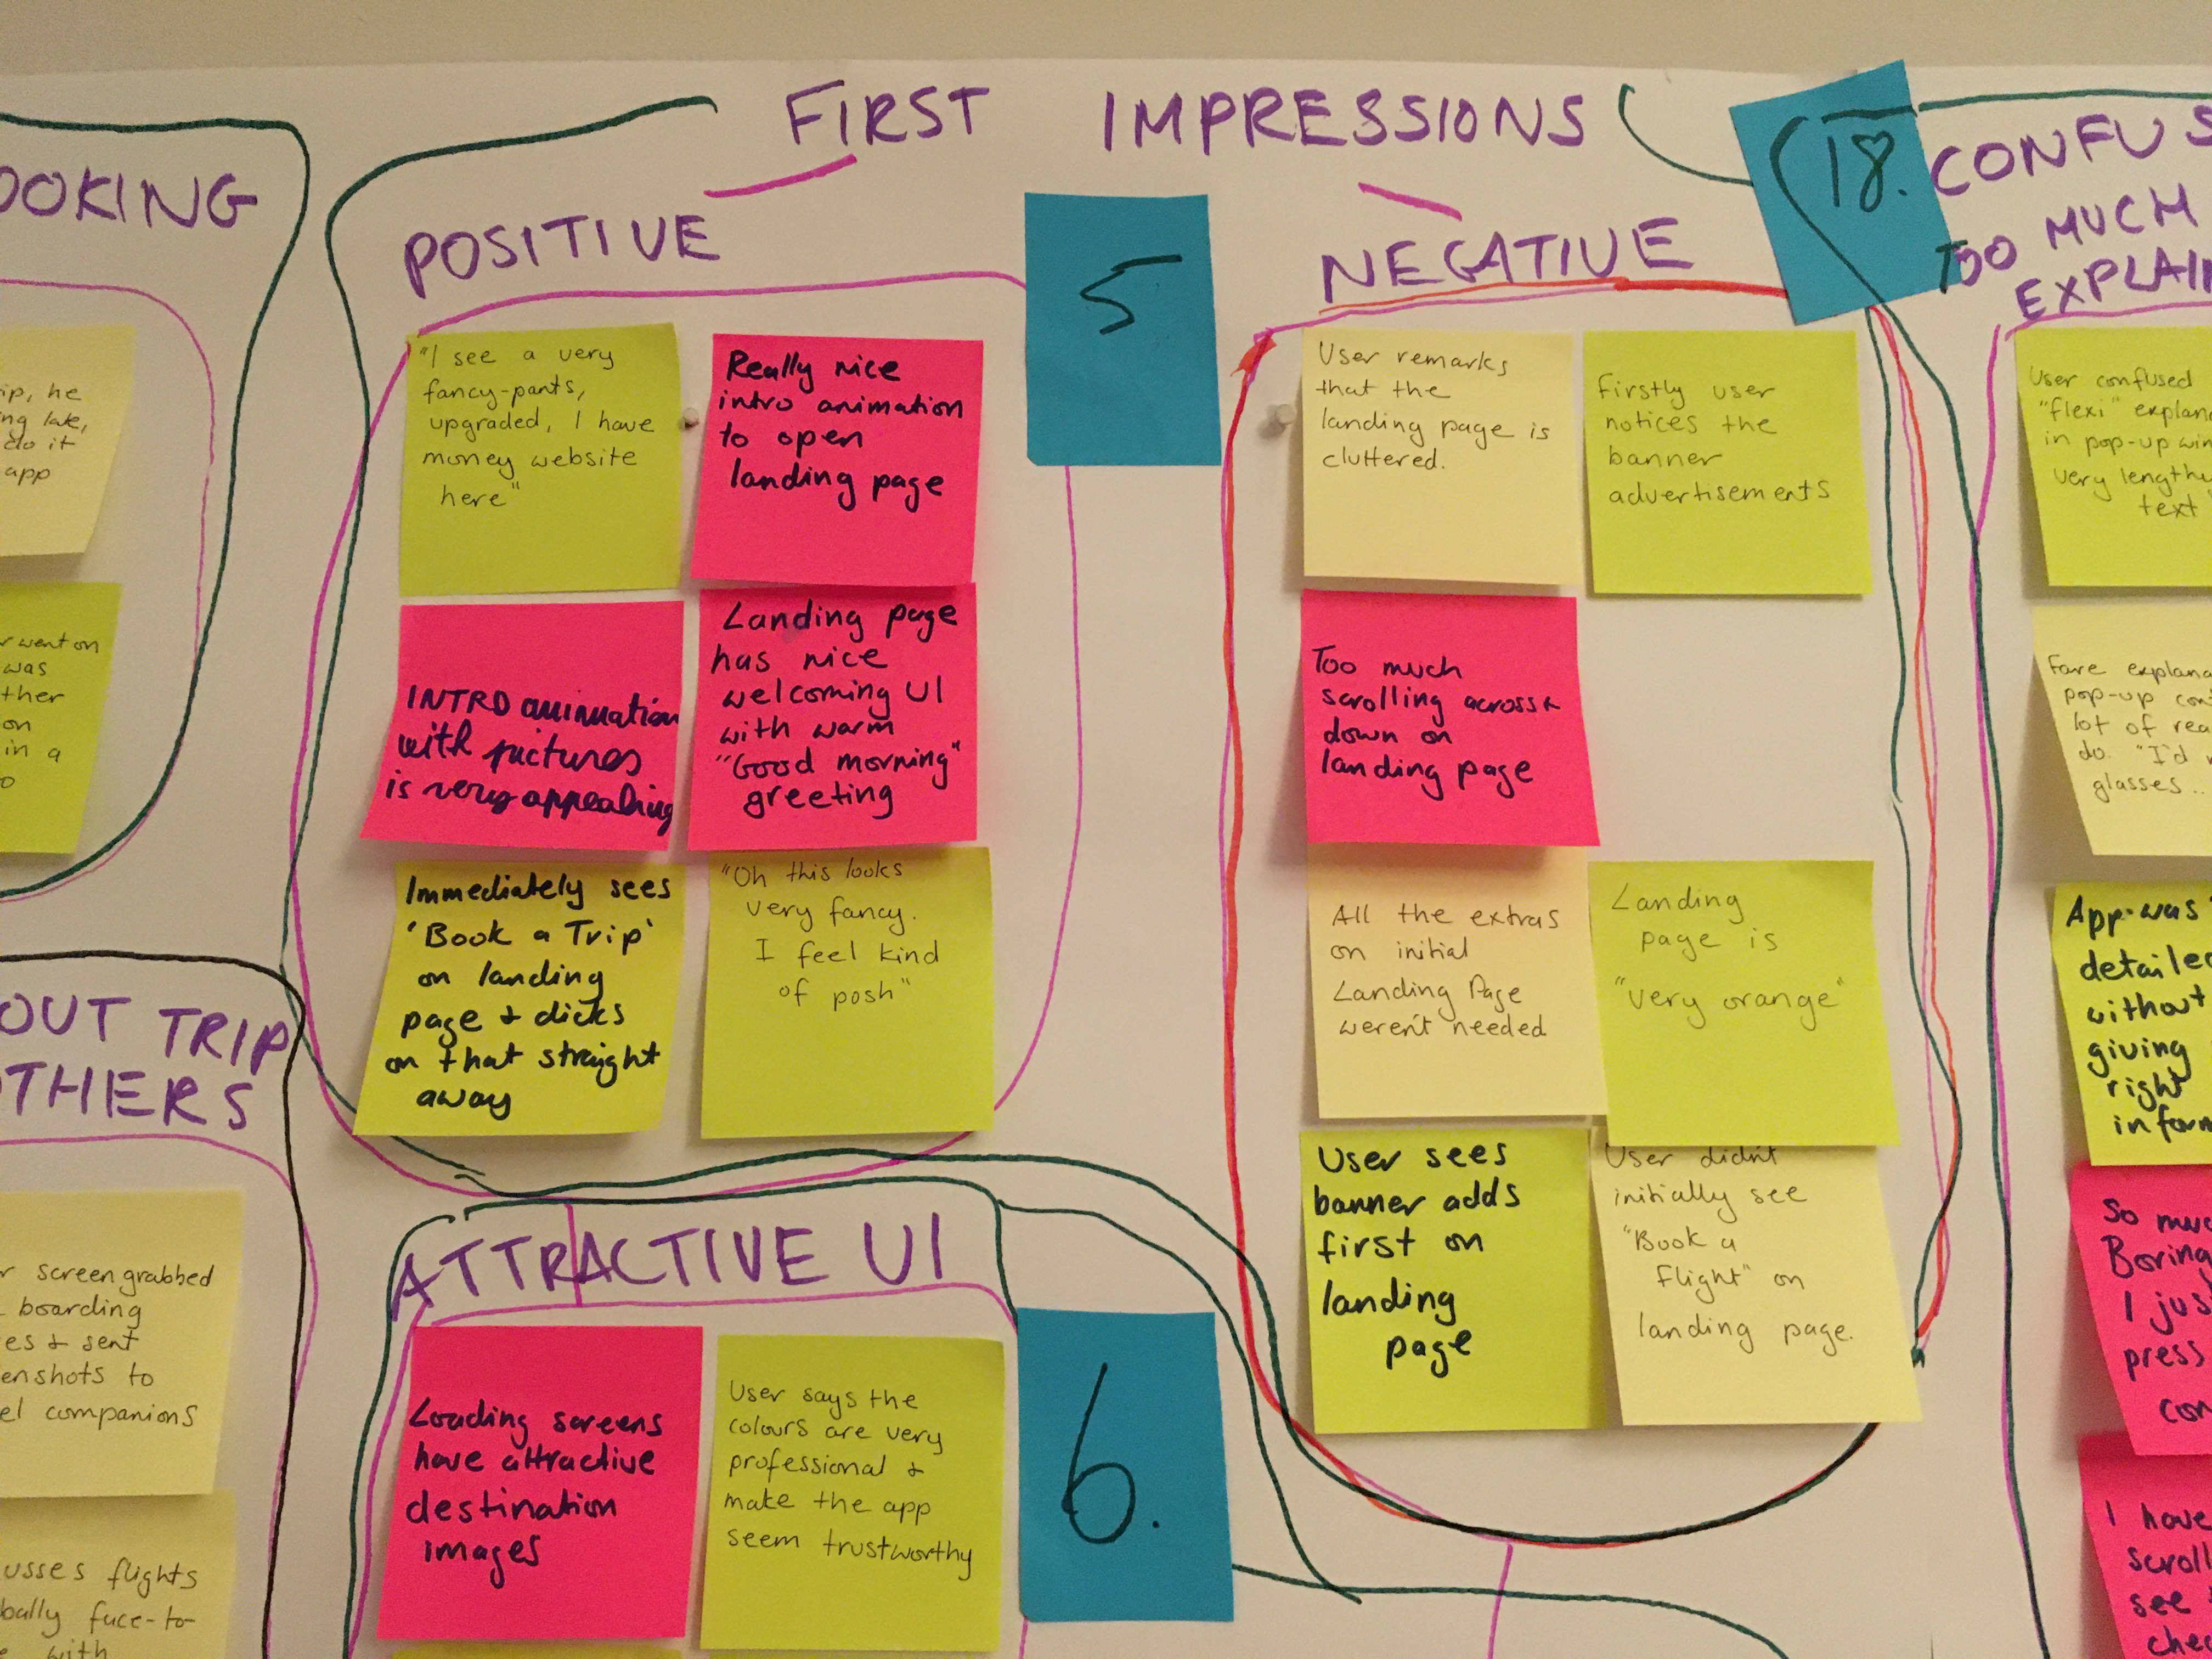 FIRST IMPRESSIONS
POSITIVE
5
"I see a very
fancy-pants,
upgraded, I have
money website
here"
Really nice
intro animation
to open
landing page
INTRO animation
with pictures
is very appealing
Landing page
has nice
welcoming UI
with warm
"Good morning"
greeting
Immediately sees
'Book a Trip'
on landing
page & clicks
on that straight
away
"Oh this looks
very fancy.
I feel kind
of posh"
NEGATIVE
18.
User remarks
that the
landing page is
cluttered.
Firstly user
notices the
banner
advertisements
Too much
scrolling across &
down on
landing page
All the extras
on initial
Landing Page
weren't needed
Landing
page is
"very orange"
User sees
banner adds
first on
landing
page
User didn't
initially see
"Book a
flight" on
landing page.
ATTRACTIVE UI
6.
Loading screens
have attractive
destination
images
User says the
colours are very
professional &
make the app
seem trustworthy
OOKING
ip, he
ng late,
do it
app
went on
was
ther
on
in a
OUT TRIP
OTHERS
screengrabbed
boarding
es & sent
enshots to
el companions
usses flights
bally face-to-
with
CONFUS
TOO MUCH
EXPLAI
User confused
"flexi" explan
in pop-up win
very lengthy
text
Fare explana
pop-up con
lot of rea
do. "I'd
glasses..
App was
detailed
without
giving
right
inform
So muc
Boring
I jus
press
con
I have
scroll
see
chec